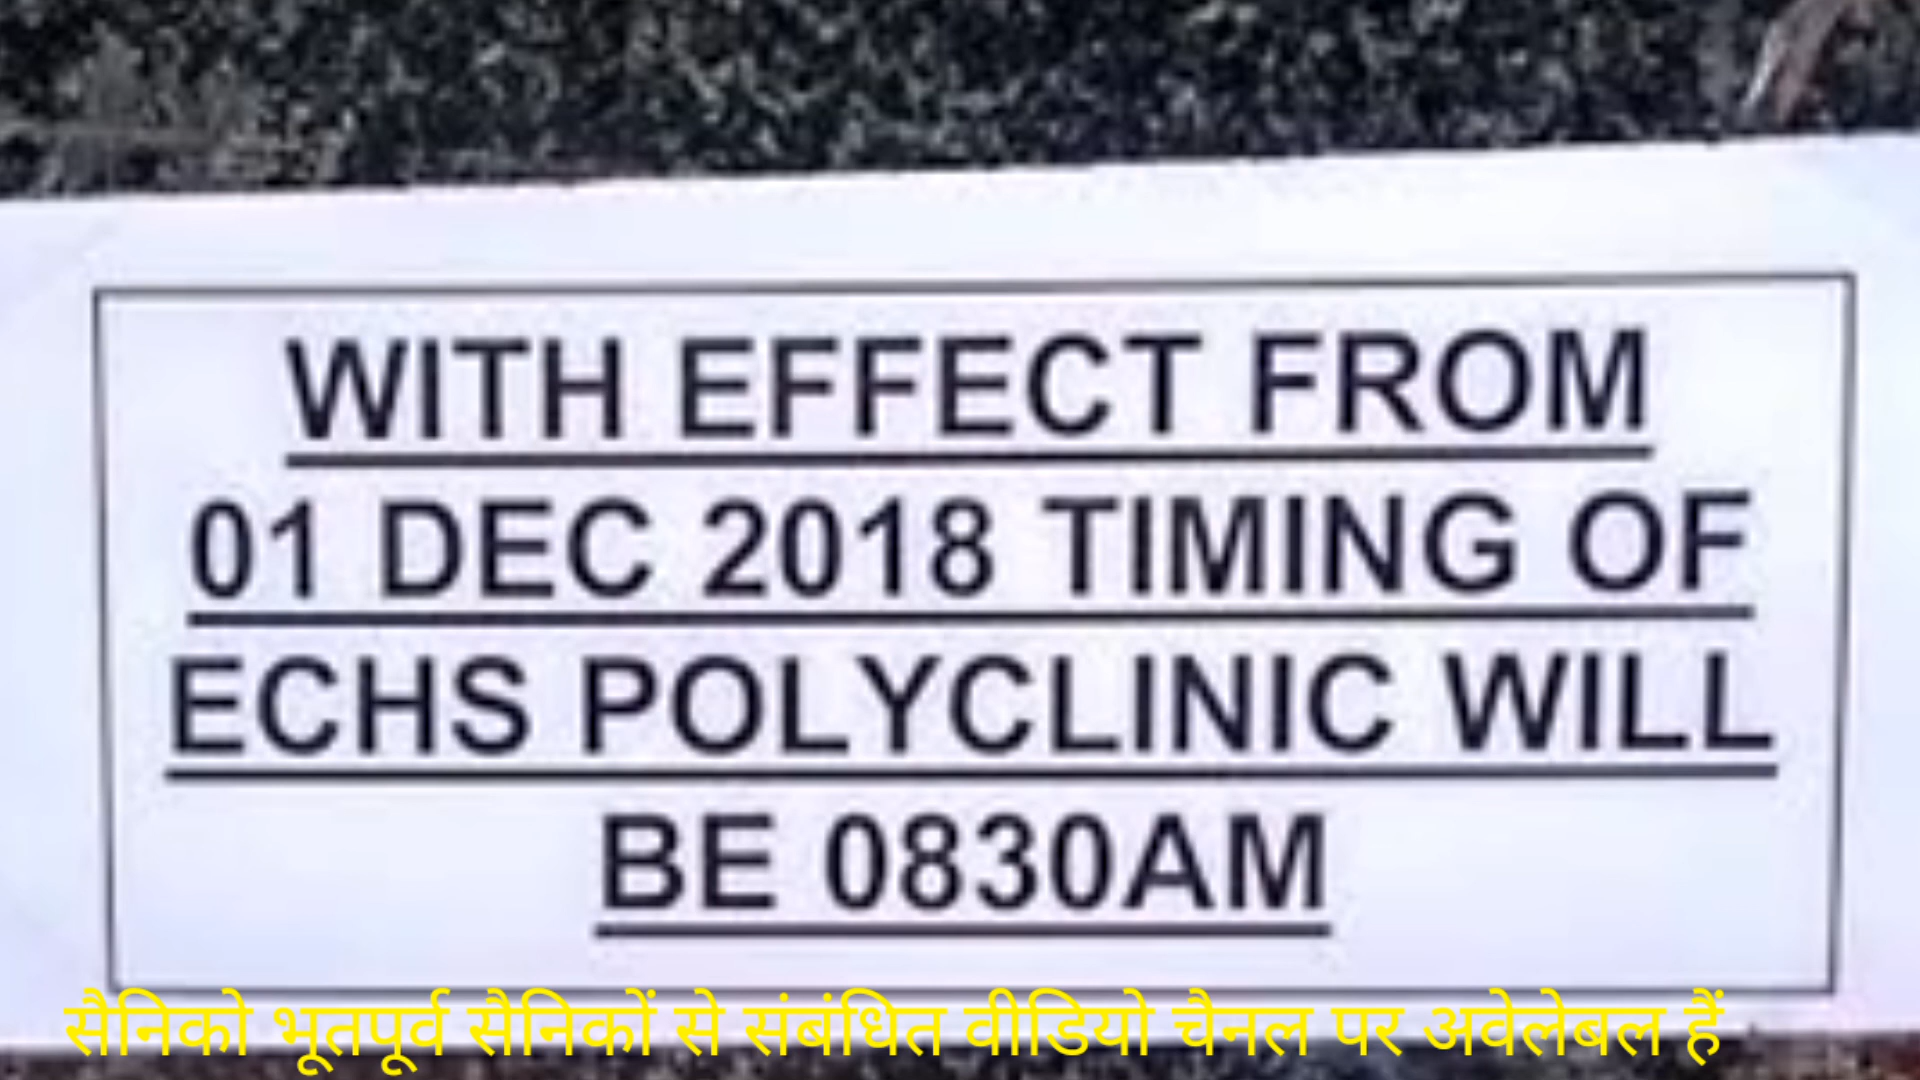 WITH EFFECT FROM
01 DEC 2018 TIMING OF
ECHS POLYCLINIC WILL
BE 0830AM
सैनिको भूतपूर्व सैनिकों से संबंधित वीडियो चैनल पर अवेलेबल हैं